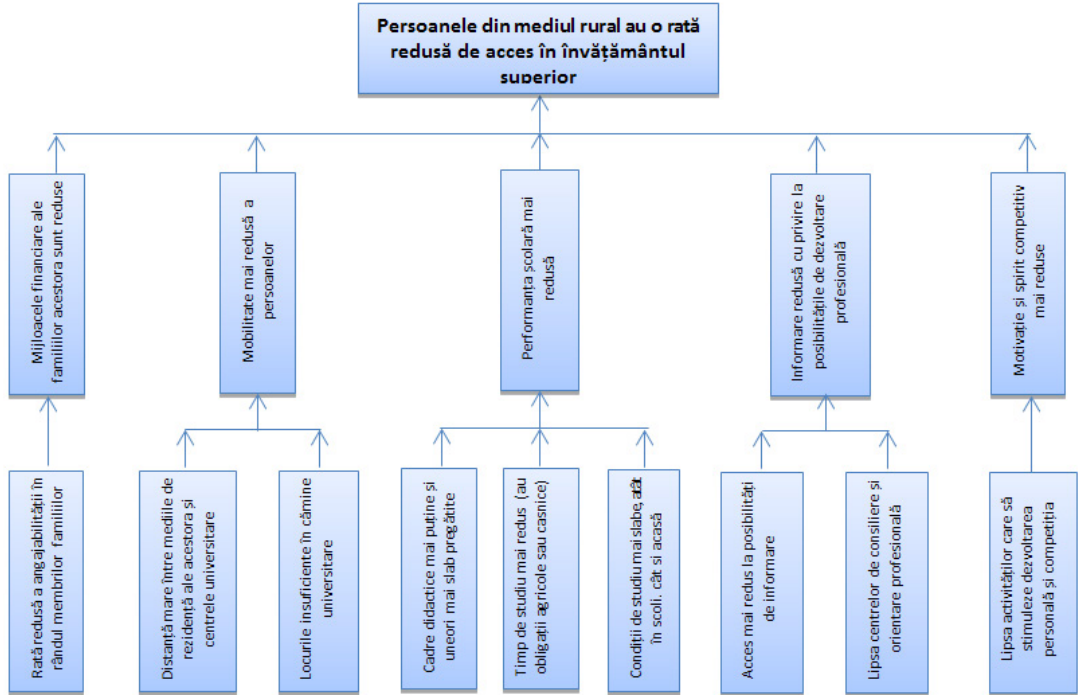 Persoanele din mediul rural au o rată
redusă de acces în învățământul
superior
Mijloacele financiare ale
familiilor acestora sunt reduse
Mobilitate mai redusă a
persoanelor
Performanța școlară mai
redusă
Informare redusă cu privire la
posibilitățile de dezvoltare
profesională
Motivație și spirit competitiv
mai reduse
Rată redusă a angajabilității în
rândul membrilor familiilor
Distanță mare între mediile de
rezidență ale acestora și
centrele universitare
Locurile insuficiente în cămine
universitare
Cadre didactice mai puține și
uneori mai slab pregătite
Timp de studiu mai redus (au
obligații agricole sau casnice)
Condiții de studiu mai slabe, atât
în scoli. cât si acasă
Acces mai redus la posibilități
de informare
Lipsa centrelor de consiliere și
orientare profesională
Lipsa activităților care să
stimuleze dezvoltarea
personală și competiția